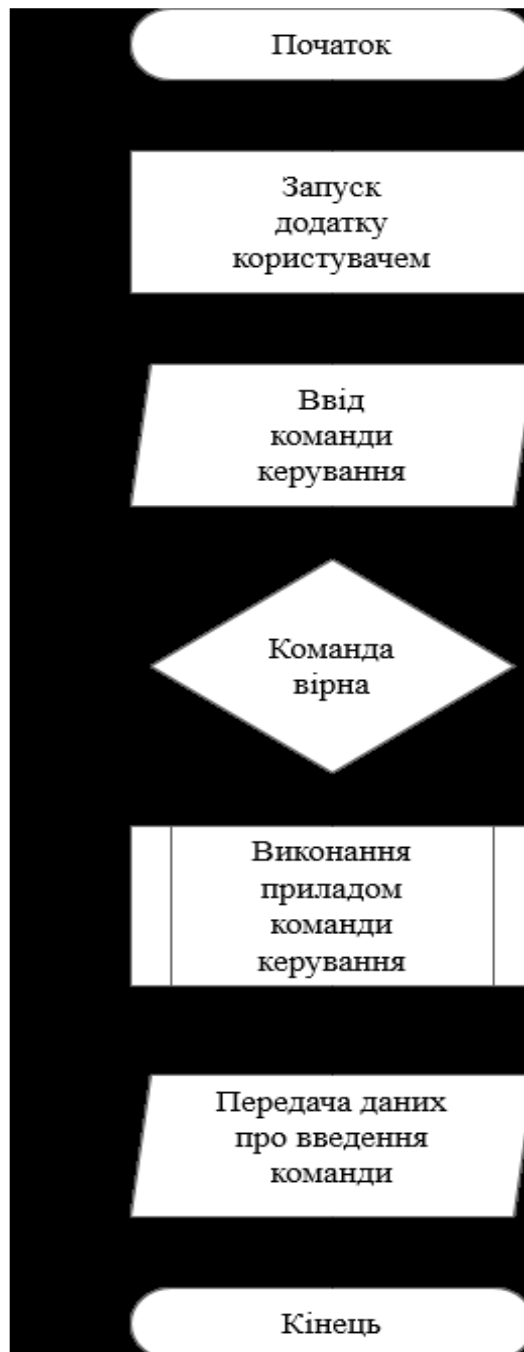 Початок
Запуск
додатку
користувачем
Ввід
команди
керування
Команда
вірна
Виконання
приладом
команди
керування
Передача даних
про введення
команди
Кінець